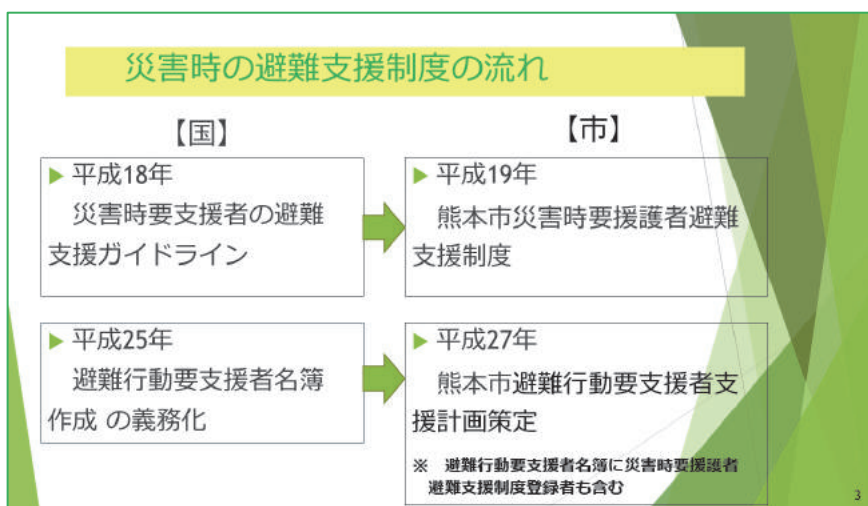 災害時の避難支援制度の流れ
【国】
【市】
平成18年
災害時要支援者の避難
支援ガイドライン
平成19年
熊本市災害時要援護者避難
支援制度
平成25年
避難行動要支援者名簿
作成 の義務化
平成27年
熊本市避難行動要支援者支
援計画策定
※ 避難行動要支援者名簿に災害時要援護者
避難支援制度登録者も含む
3